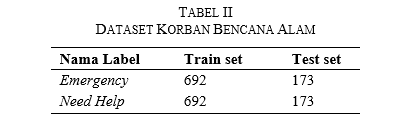 TABEL II
DATASET KORBAN BENCANA ALAM
Nama Label Train set Test set
Emergency 692 173
Need Help 692 173